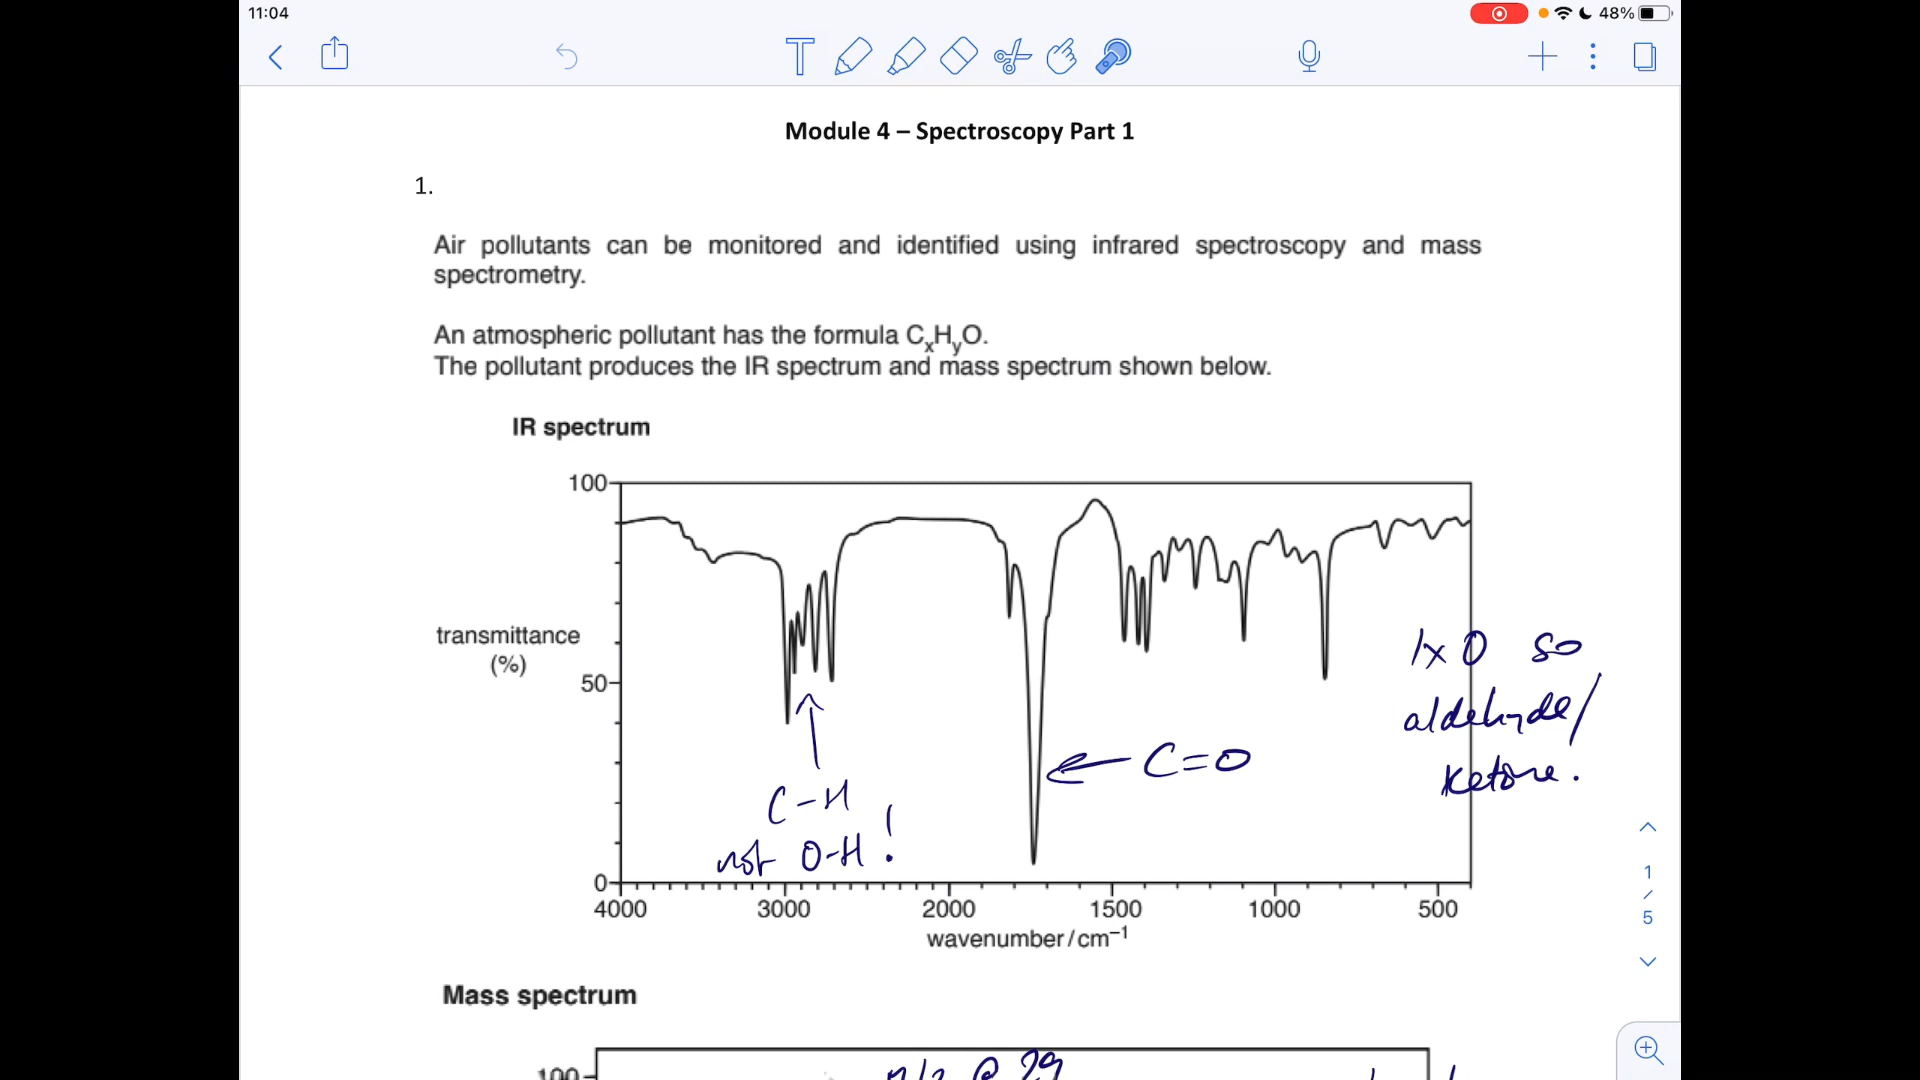 11:04
48%
Module 4 – Spectroscopy Part 1
1.
Air pollutants can be monitored and identified using infrared spectroscopy and mass
spectrometry.
An atmospheric pollutant has the formula CxHyO.
The pollutant produces the IR spectrum and mass spectrum shown below.
IR spectrum
100
transmittance
(%)
50
0
4000 3000 2000 1500 1000 500
wavenumber / cm⁻¹
C-H
not O-H!
C=O
1x O so
aldehyde/
ketone.
1
/
5
Mass spectrum
100
m/z @ 29